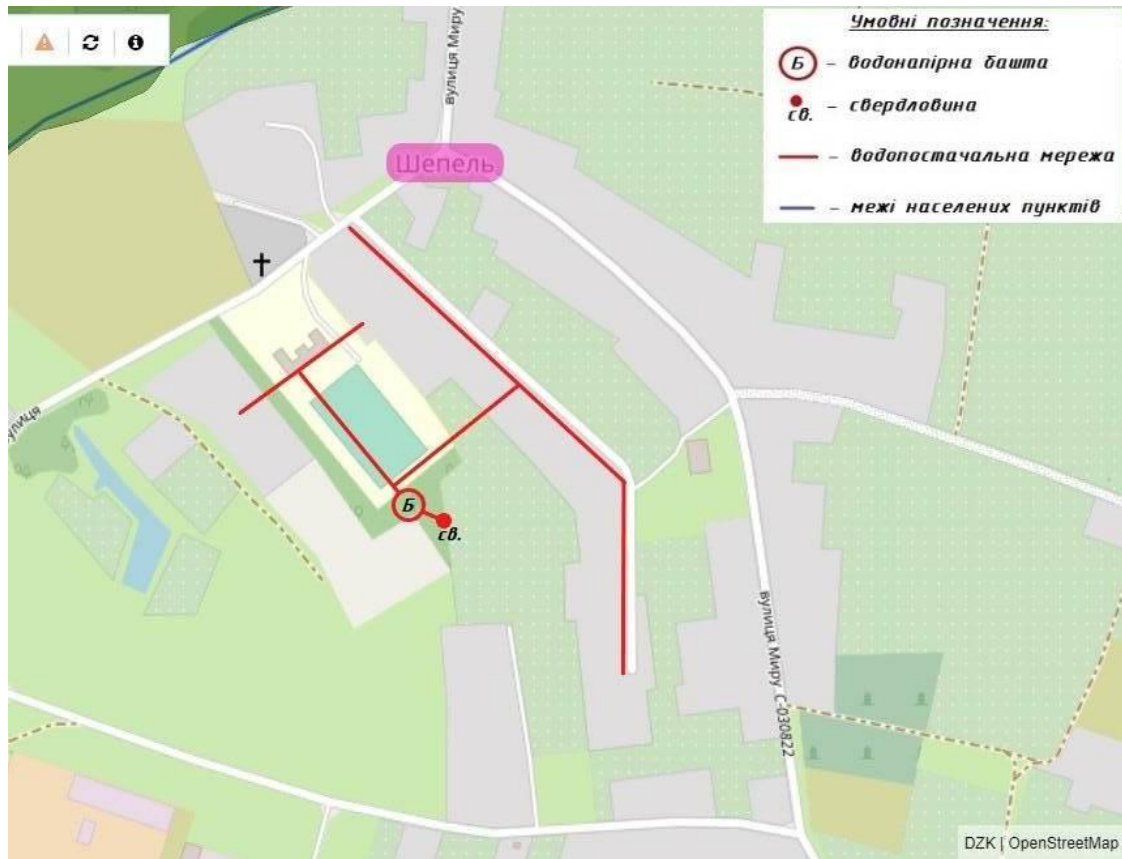 Умовні позначення:
Б – водонапірна башта
св. – свердловина
– водопостачальна мережа
– межі населених пунктів
вулиця Миру
Шепель
вулиця
Б
св.
вулиця Миру С-030822
DZK | OpenStreetMap